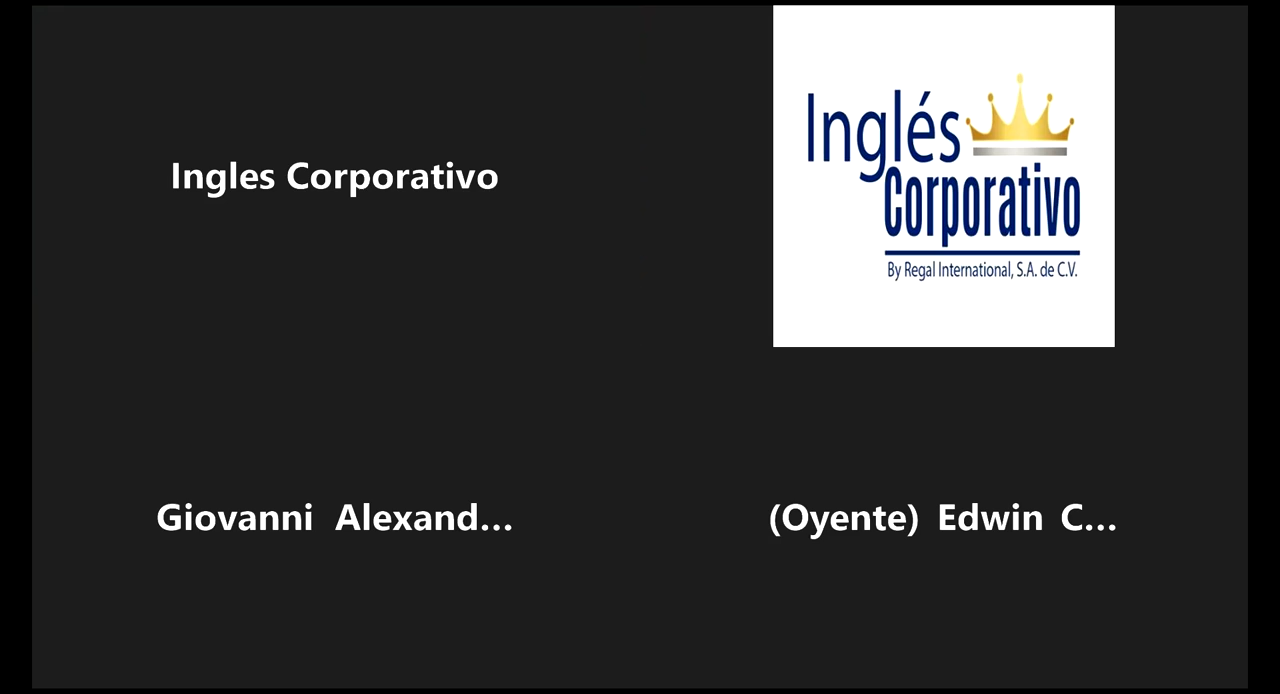 Ingles Corporativo
Inglés
Corporativo
By Regal International, S.A. de C.V.
Giovanni Alexand...
(Oyente) Edwin C...